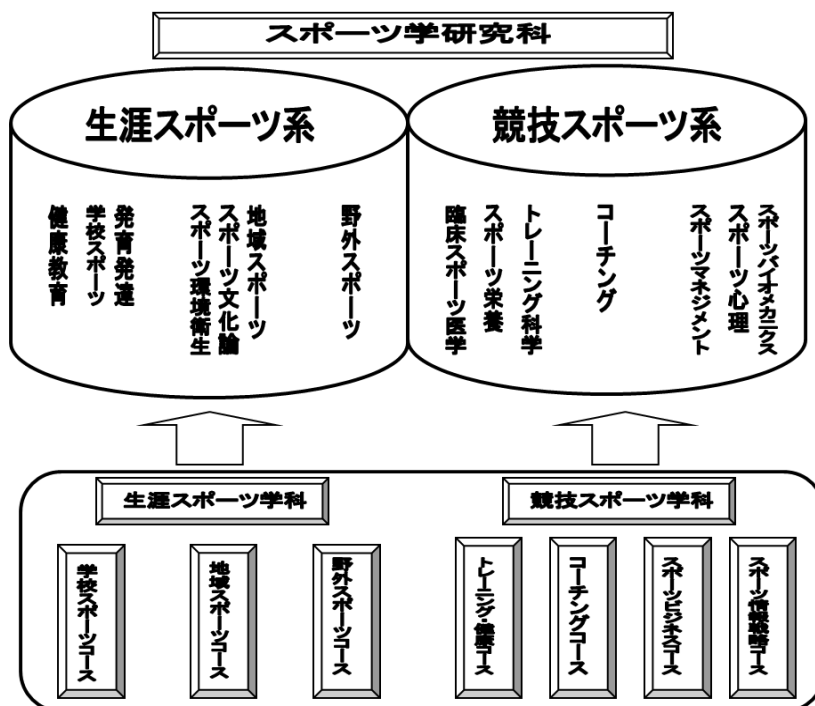 スポーツ学研究科
生涯スポーツ系
競技スポーツ系
健康教育
学校スポーツ
発育発達
スポーツ環境衛生
スポーツ文化論
地域スポーツ
野外スポーツ
臨床スポーツ医学
スポーツ栄養
トレーニング科学
コーチング
スポーツマネジメント
スポーツ心理
スポーツバイオメカニクス
生涯スポーツ学科
競技スポーツ学科
学校スポーツコース
地域スポーツコース
野外スポーツコース
トレーニング・健康コース
コーチングコース
スポーツビジネスコース
スポーツ情報戦略コース